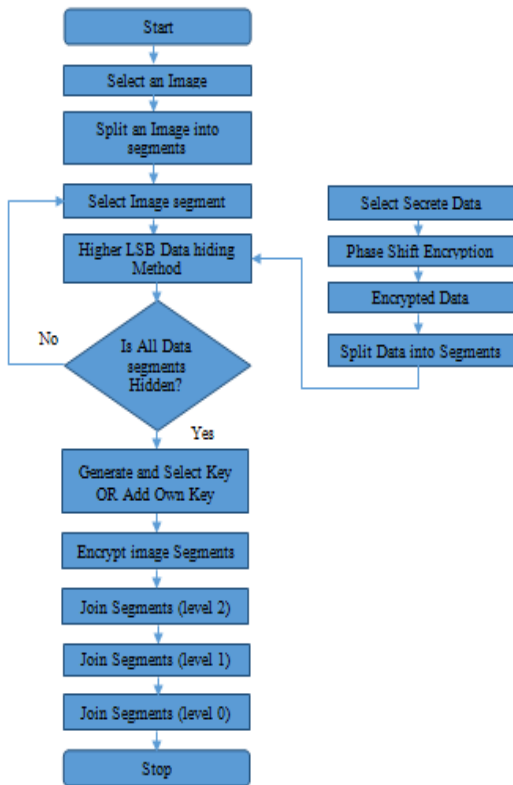 Start
Select an Image
Split an Image into
segments
Select Image segment
Higher LSB Data hiding
Method
No
Is All Data
segments
Hidden?
Yes
Generate and Select Key
OR Add Own Key
Encrypt image Segments
Join Segments (level 2)
Join Segments (level 1)
Join Segments (level 0)
Stop
Select Secrete Data
Phase Shift Encryption
Encrypted Data
Split Data into Segments